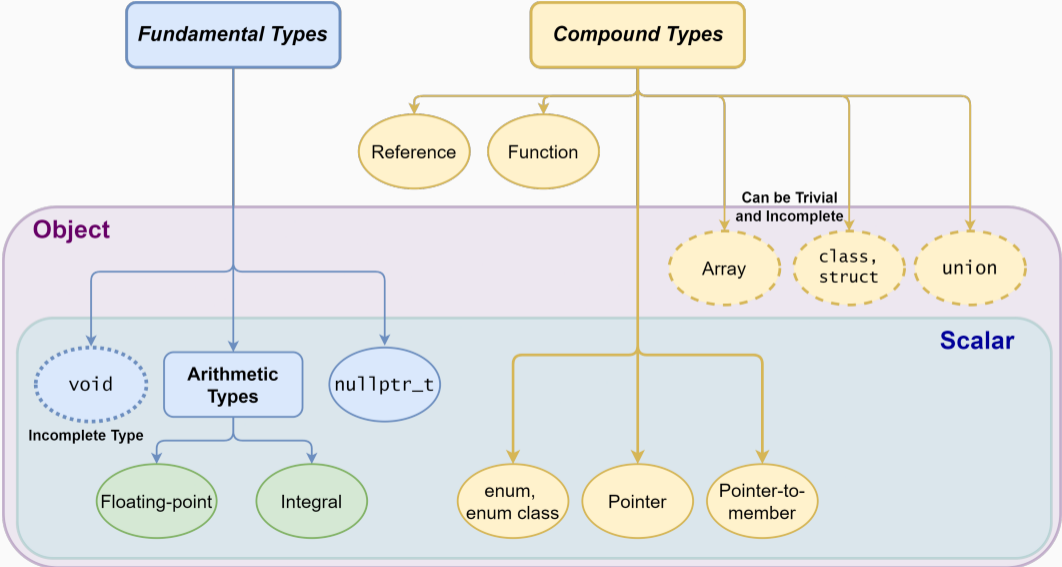 Fundamental Types
Compound Types
Reference
Function
Can be Trivial
and Incomplete
Object
Array
class,
struct
union
Scalar
void
Arithmetic
Types
nullptr_t
Incomplete Type
Floating-point
Integral
enum,
enum class
Pointer
Pointer-to-
member